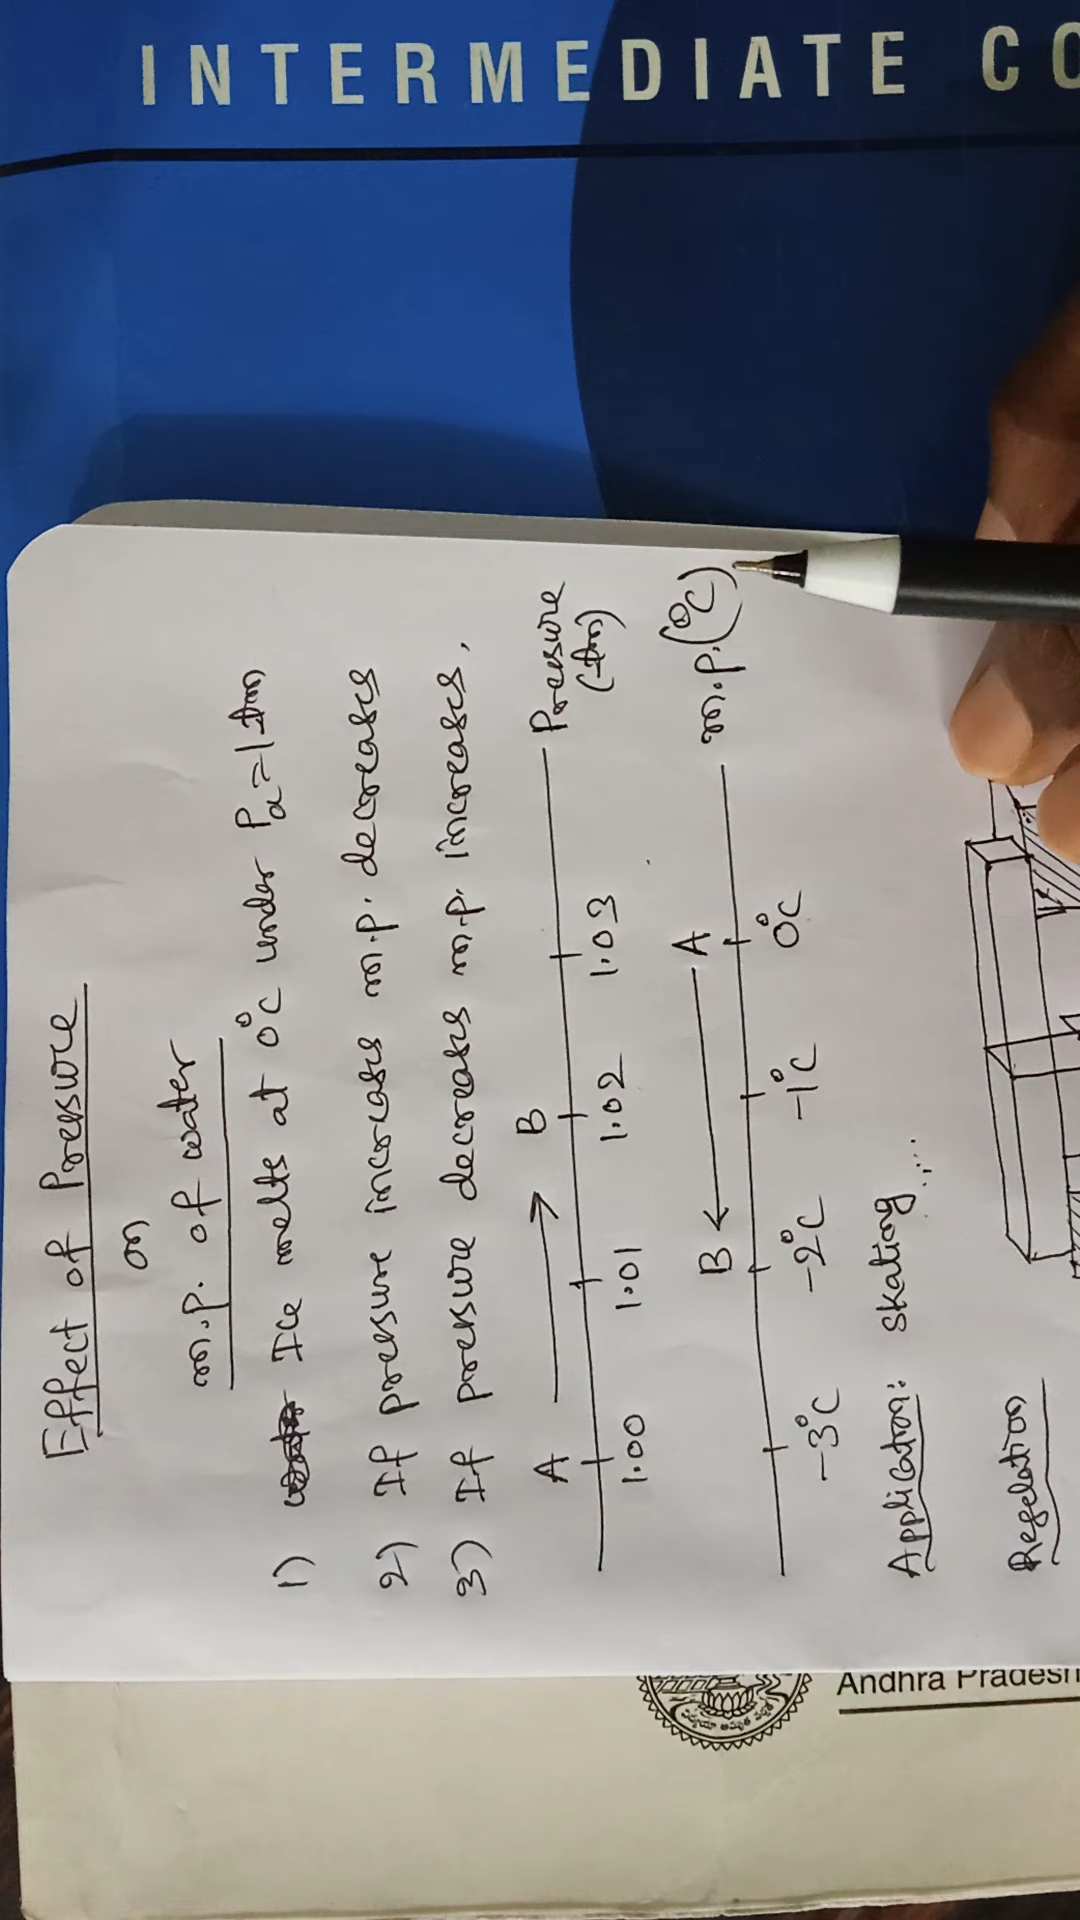 INTERMEDIATE CO
Effect of Pressure
on
m.p. of water
1) Ice melts at 0°C under Pa = 1 atm
2) If pressure increases m.p. decreases
3) If pressure decreases m.p. increases.
A B
Pressure
(atm)
1.00 1.01 1.02 1.03
B A
m.p.(°C)
-3°C -2°C -1°C 0°C
Application: skating .....
Regelation
Andhra Pradesh